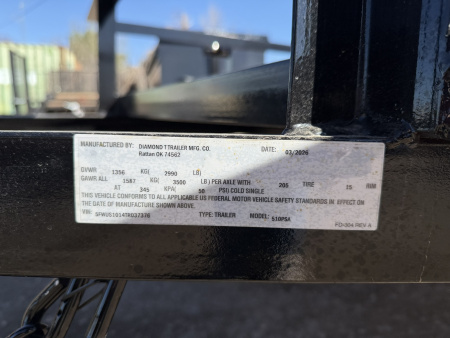 MANUFACTURED BY: DIAMOND T TRAILER MFG. CO. DATE: 03/2026
Rattan OK 74562
GVWR 1356 KG( 2990 LB)
GAWR ALL 1587 KG( 3500 LB) PER AXLE WITH 205 TIRE 15 RIM
AT 345 KPA( 50 PSI) COLD SINGLE
THIS VEHICLE CONFORMS TO ALL APPLICABLE US FEDERAL MOTOR VEHICLE SAFETY STANDARDS IN EFFECT ON
THE DATE OF MANUFACTURE SHOWN ABOVE.
VIN: TYPE: TRAILER MODEL: 510PSA
REV A